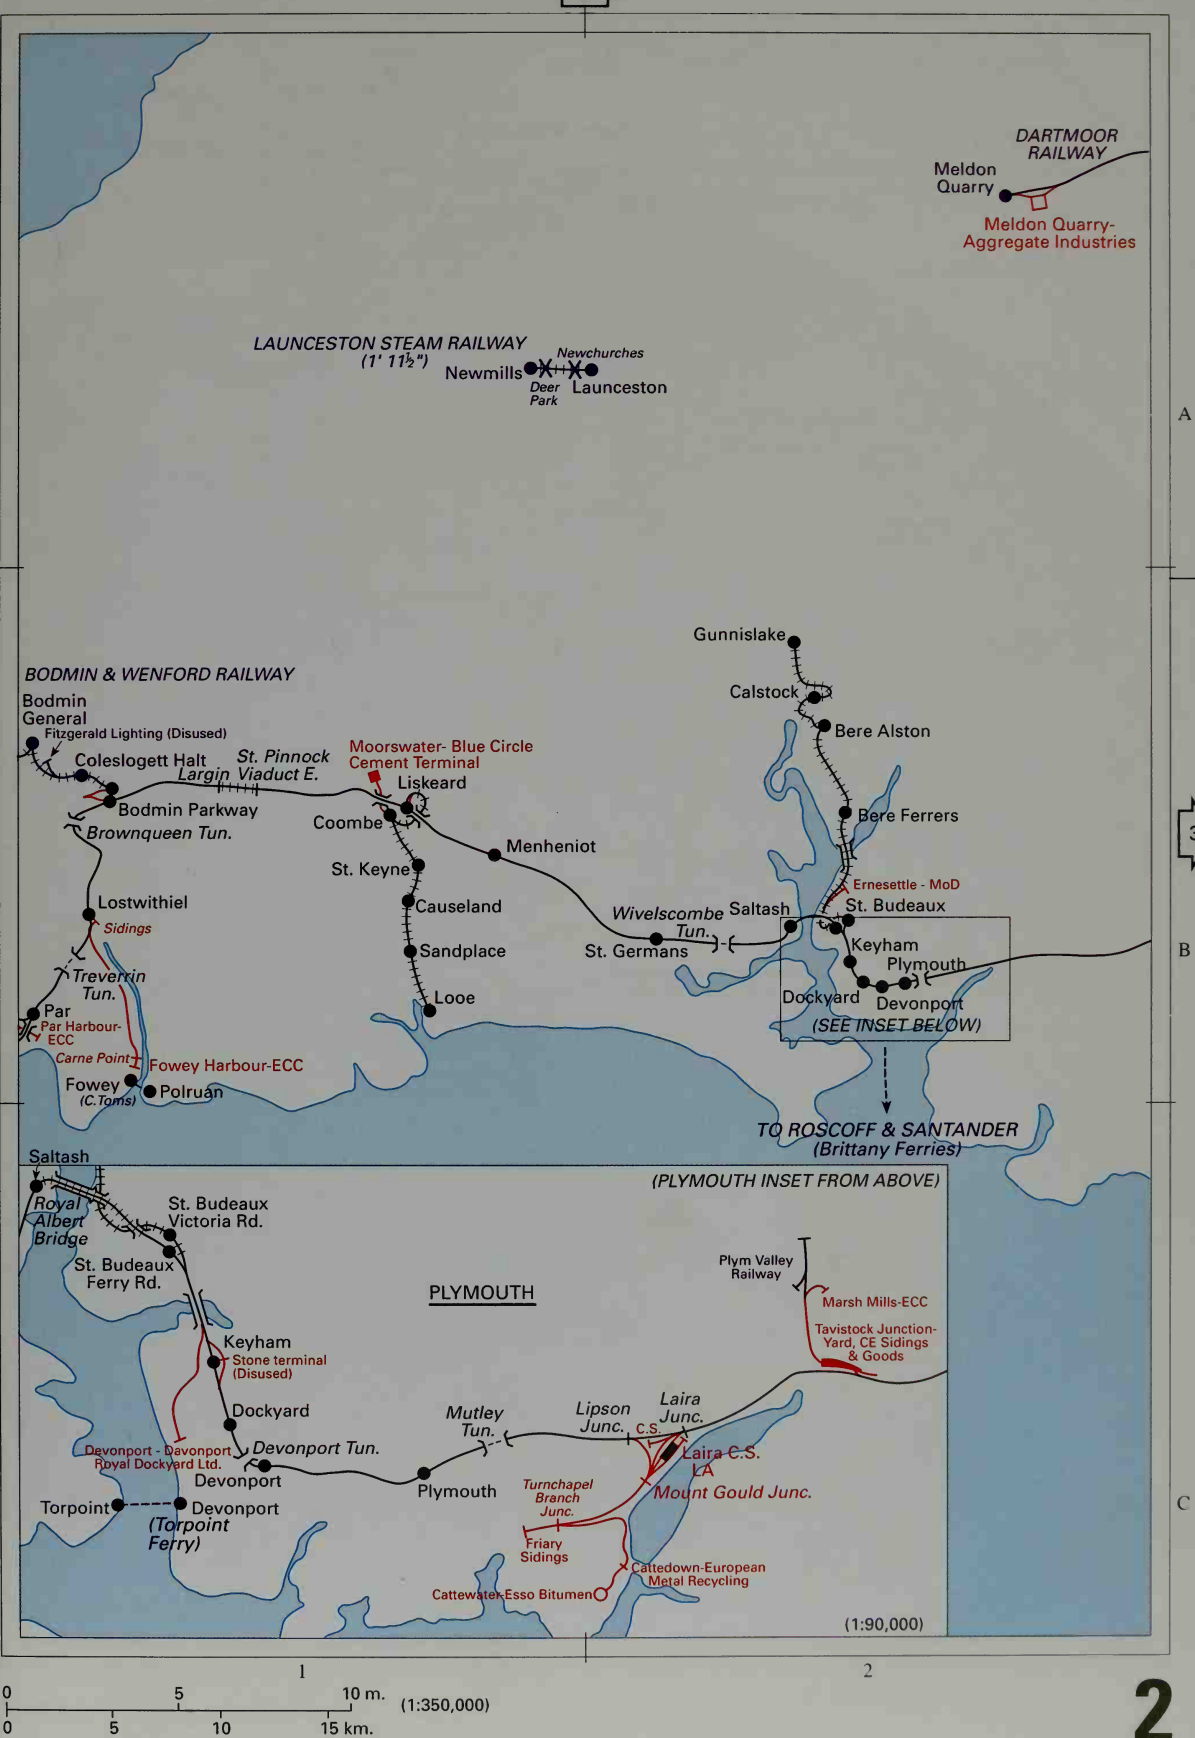 DARTMOOR
RAILWAY
Meldon
Quarry
Meldon Quarry-
Aggregate Industries
LAUNCESTON STEAM RAILWAY
(1' 11½")
Newchurches
Newmills
Launceston
Deer
Park
A
Gunnislake
Calstock
Bere Alston
BODMIN & WENFORD RAILWAY
Bodmin
General
Fitzgerald Lighting (Disused)
Coleslogett Halt
St. Pinnock
Largin Viaduct E.
Moorswater- Blue Circle
Cement Terminal
Liskeard
Bodmin Parkway
Coombe
Brownqueen Tun.
Bere Ferrers
3
Menheniot
St. Keyne
Ernesettle - MoD
Lostwithiel
Causeland
Wivelscombe
Tun.
Saltash
St. Budeaux
Sidings
St. Germans
Keyham
Sandplace
Plymouth
B
Treverrin
Tun.
Looe
Dockyard
Devonport
(SEE INSET BELOW)
Par
Par Harbour-
ECC
Carne Point
Fowey Harbour-ECC
Fowey
(C.Toms)
Polruan
TO ROSCOFF & SANTANDER
(Brittany Ferries)
Saltash
(PLYMOUTH INSET FROM ABOVE)
Royal
Albert
Bridge
St. Budeaux
Victoria Rd.
St. Budeaux
Ferry Rd.
Plym Valley
Railway
PLYMOUTH
Marsh Mills-ECC
Tavistock Junction-
Yard, CE Sidings
& Goods
Keyham
Stone terminal
(Disused)
Dockyard
Mutley
Tun.
Lipson
Junc.
Laira
Junc.
C.S.
Devonport - Davonport
Royal Dockyard Ltd.
Devonport Tun.
Laira C.S.
LA
Devonport
Plymouth
Mount Gould Junc.
Turnchapel
Branch
Junc.
Torpoint
Devonport
(Torpoint
Ferry)
Friary
Sidings
Cattedown-European
Metal Recycling
Cattewater-Esso Bitumen
C
(1:90,000)
1
2
0 5 10 m.
(1:350,000)
0 5 10 15 km.
2